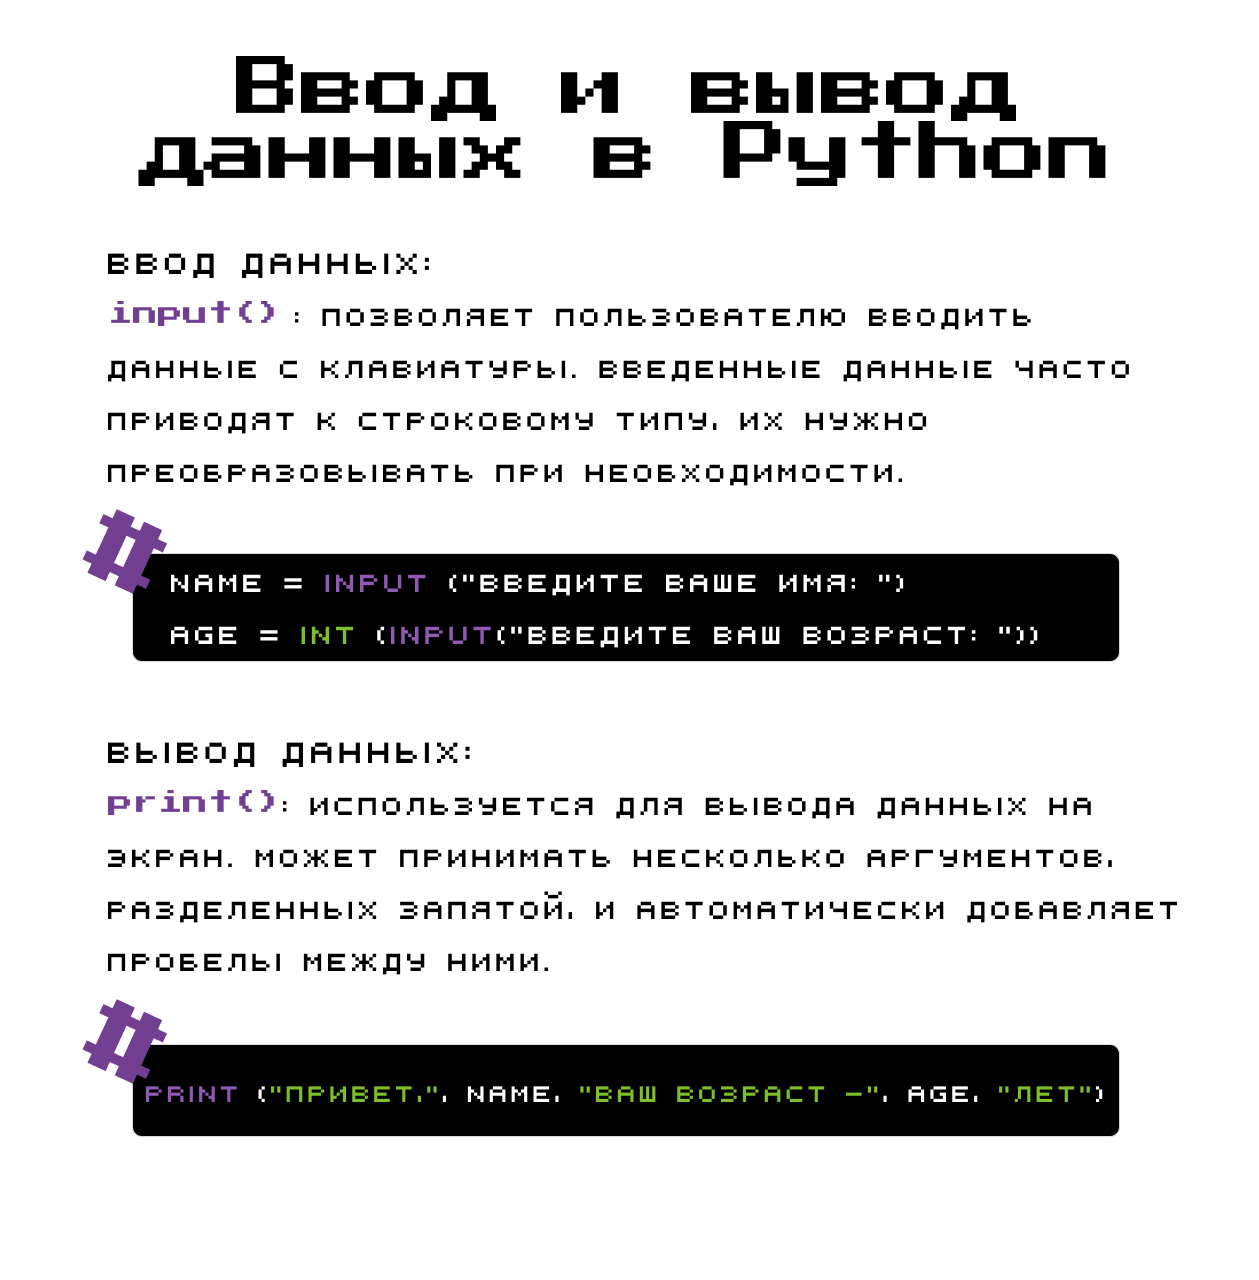 Ввод и вывод
данных в Python
ВВОД ДАННЫХ:
input() : ПОЗВОЛЯЕТ ПОЛЬЗОВАТЕЛЮ ВВОДИТЬ
ДАННЫЕ С КЛАВИАТУРЫ. ВВЕДЕННЫЕ ДАННЫЕ ЧАСТО
ПРИВОДЯТ К СТРОКОВОМУ ТИПУ, ИХ НУЖНО
ПРЕОБРАЗОВЫВАТЬ ПРИ НЕОБХОДИМОСТИ.
#
NAME = INPUT ("ВВЕДИТЕ ВАШЕ ИМЯ: ")
AGE = INT (INPUT("ВВЕДИТЕ ВАШ ВОЗРАСТ: "))
ВЫВОД ДАННЫХ:
print(): ИСПОЛЬЗУЕТСЯ ДЛЯ ВЫВОДА ДАННЫХ НА
ЭКРАН. МОЖЕТ ПРИНИМАТЬ НЕСКОЛЬКО АРГУМЕНТОВ,
РАЗДЕЛЕННЫХ ЗАПЯТОЙ, И АВТОМАТИЧЕСКИ ДОБАВЛЯЕТ
ПРОБЕЛЫ МЕЖДУ НИМИ.
#
PRINT ("ПРИВЕТ,", NAME, "ВАШ ВОЗРАСТ -", AGE, "ЛЕТ")